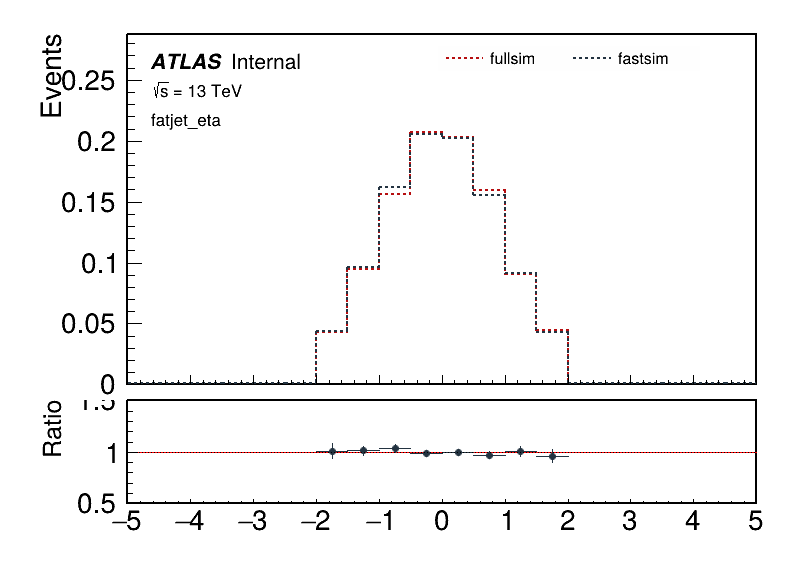 Events
ATLAS Internal
fullsim
fastsim
√s = 13 TeV
fatjet_eta
0.25
0.2
0.15
0.1
0.05
0
Ratio
1.5
1
0.5
−5 −4 −3 −2 −1 0 1 2 3 4 5